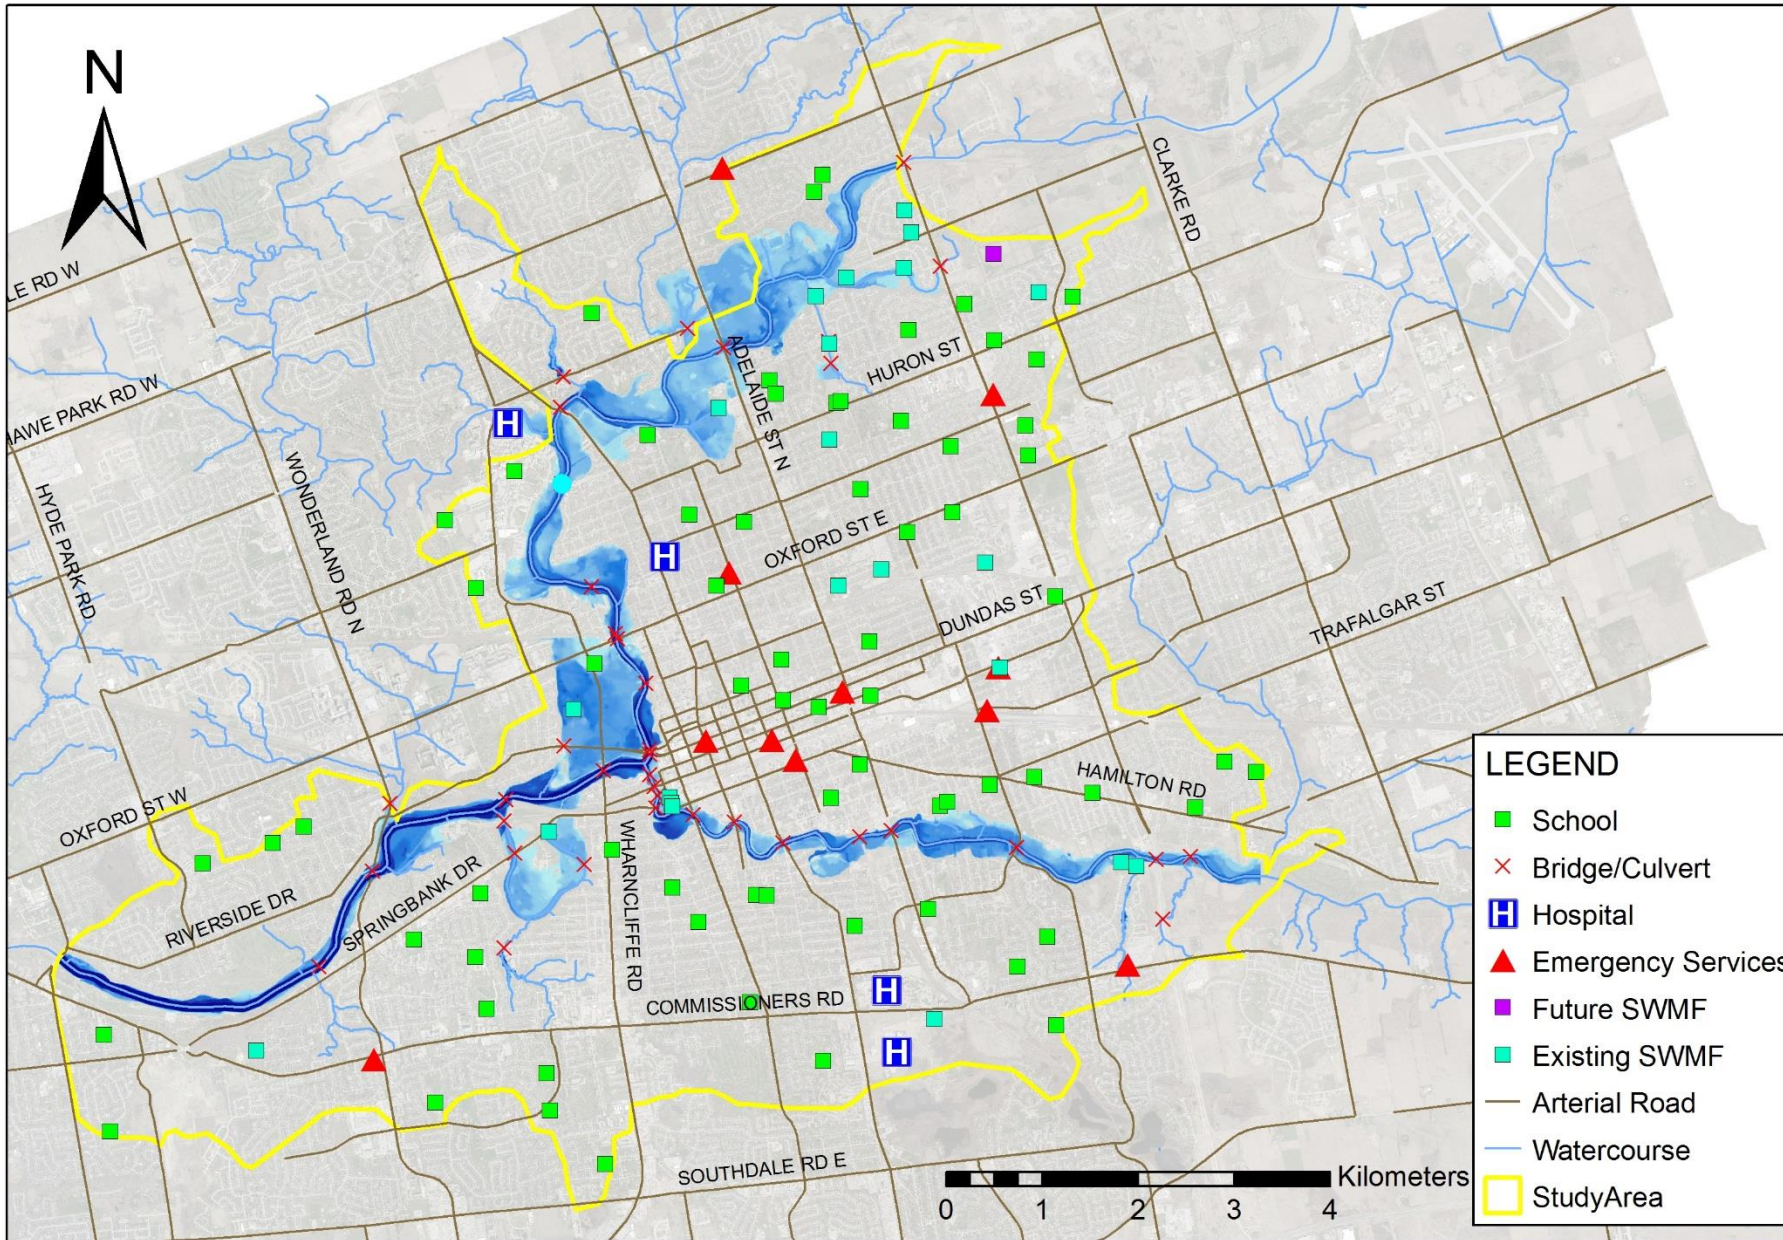 N
CLARKE RD
LE RD W
HURON ST
ADELAIDE ST N
HAWE PARK RD W
WONDERLAND RD N
HYDE PARK RD
H
H
OXFORD ST E
DUNDAS ST
TRAFALGAR ST
HAMILTON RD
OXFORD ST W
WHARNCLIFFE RD
RIVERSIDE DR
SPRINGBANK DR
H
COMMISSIONERS RD
H
SOUTHDALE RD E
Kilometers
0 1 2 3 4
LEGEND
School
Bridge/Culvert
H Hospital
Emergency Services
Future SWMF
Existing SWMF
Arterial Road
Watercourse
StudyArea